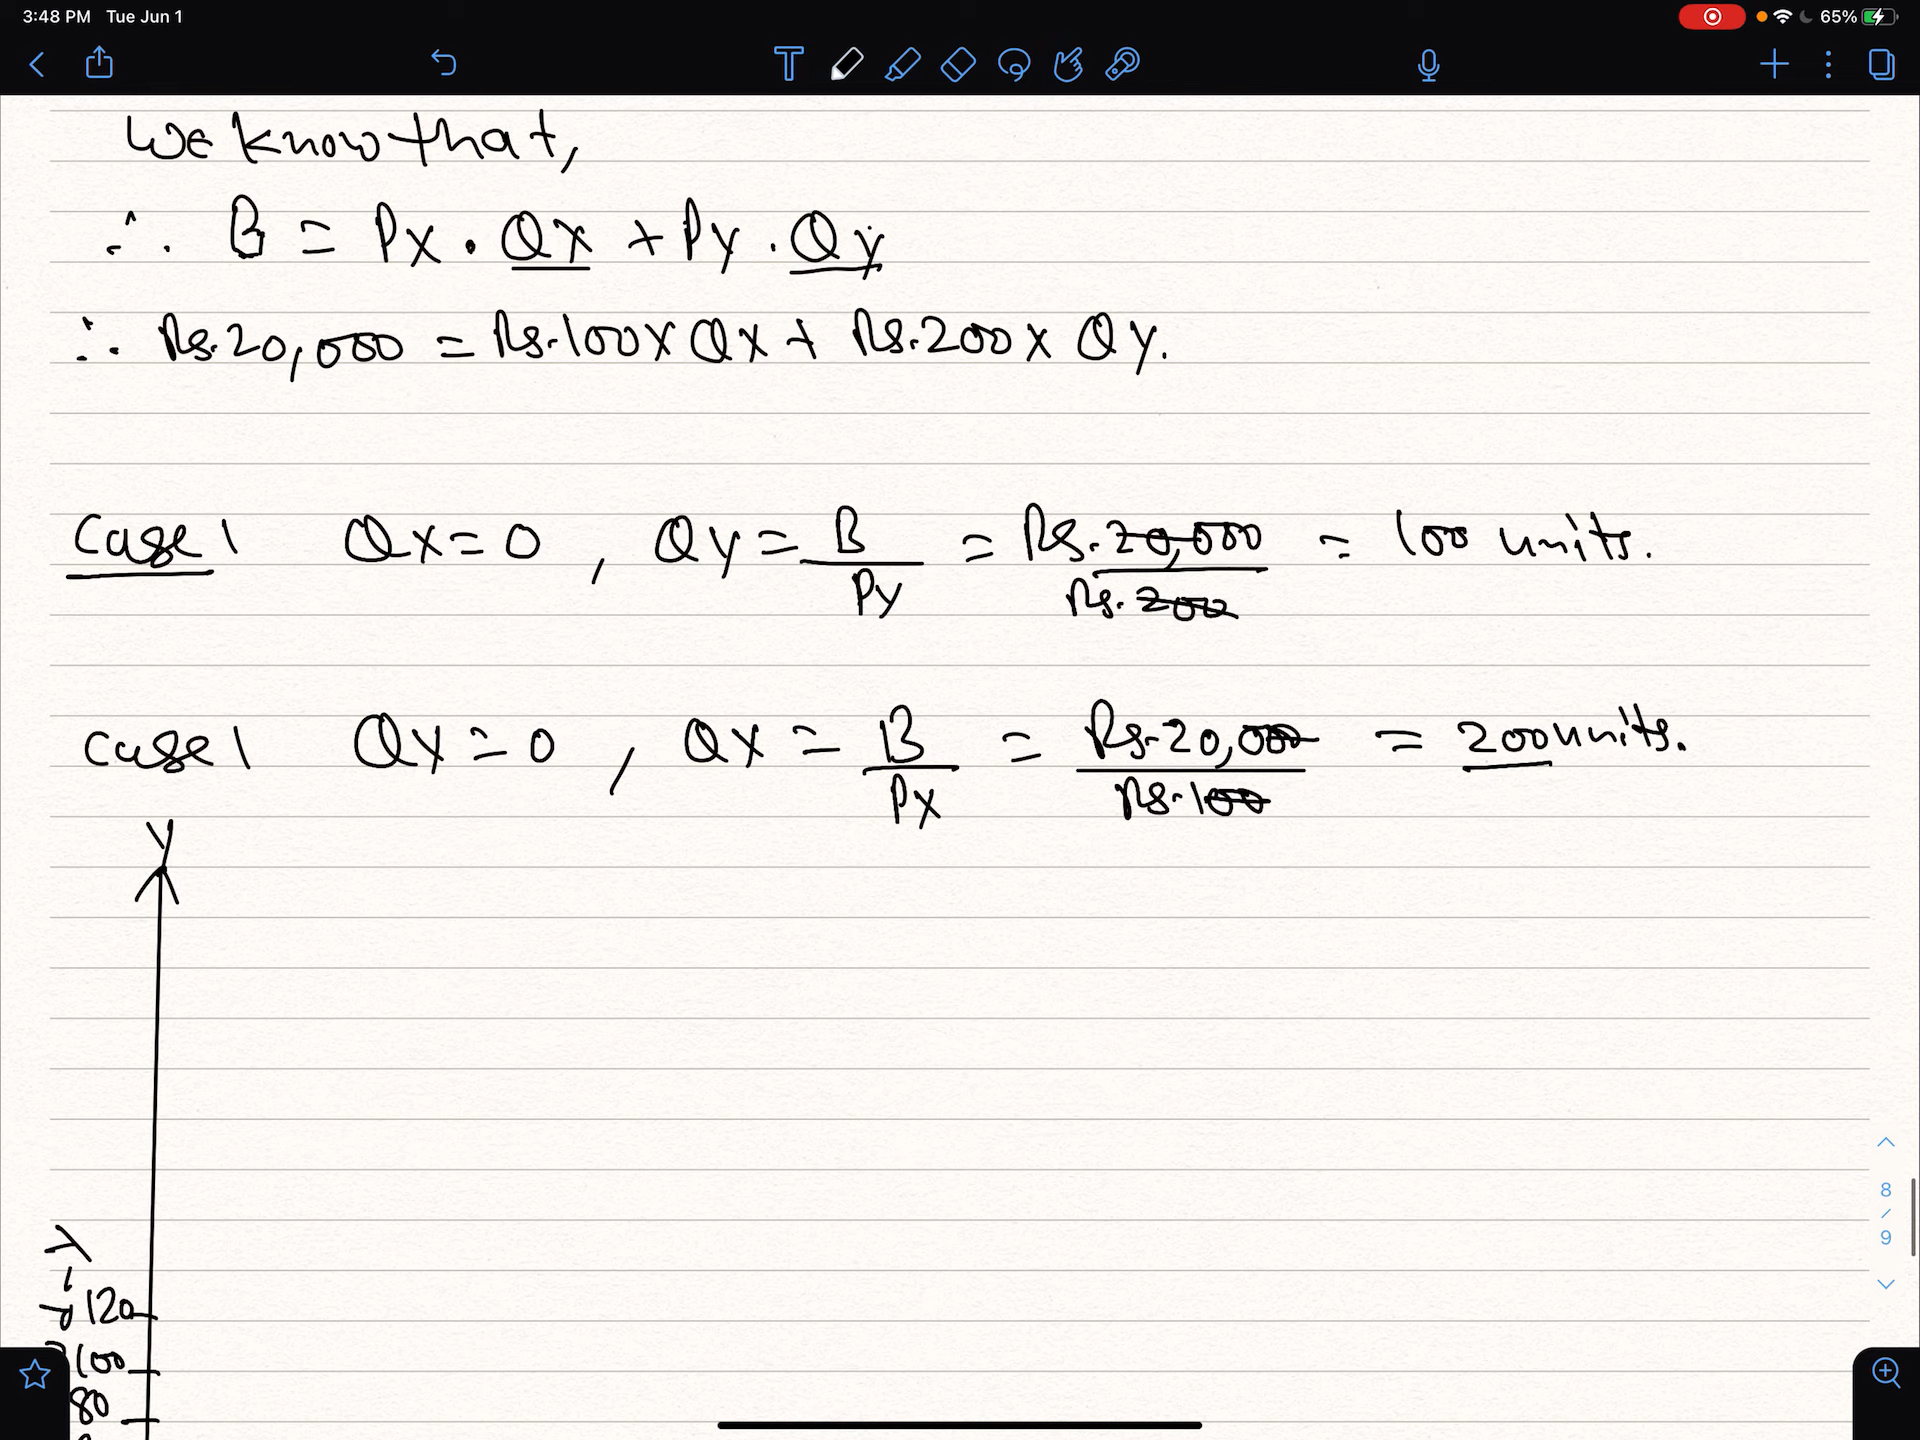 3:48 PM Tue Jun 1
65%
We know that,
∴ B = Px · Qx + Py · Qy
∴ Rs.20,000 = Rs.100 x Qx + Rs.200 x Qy.
Case 1 Qx = 0 , Qy = B/Py = Rs.20,000/Rs.200 = 100 units.
case 1 Qy = 0 , Qx = B/Px = Rs.20,000/Rs.100 = 200 units.
Y
120
100
80
8
/
9